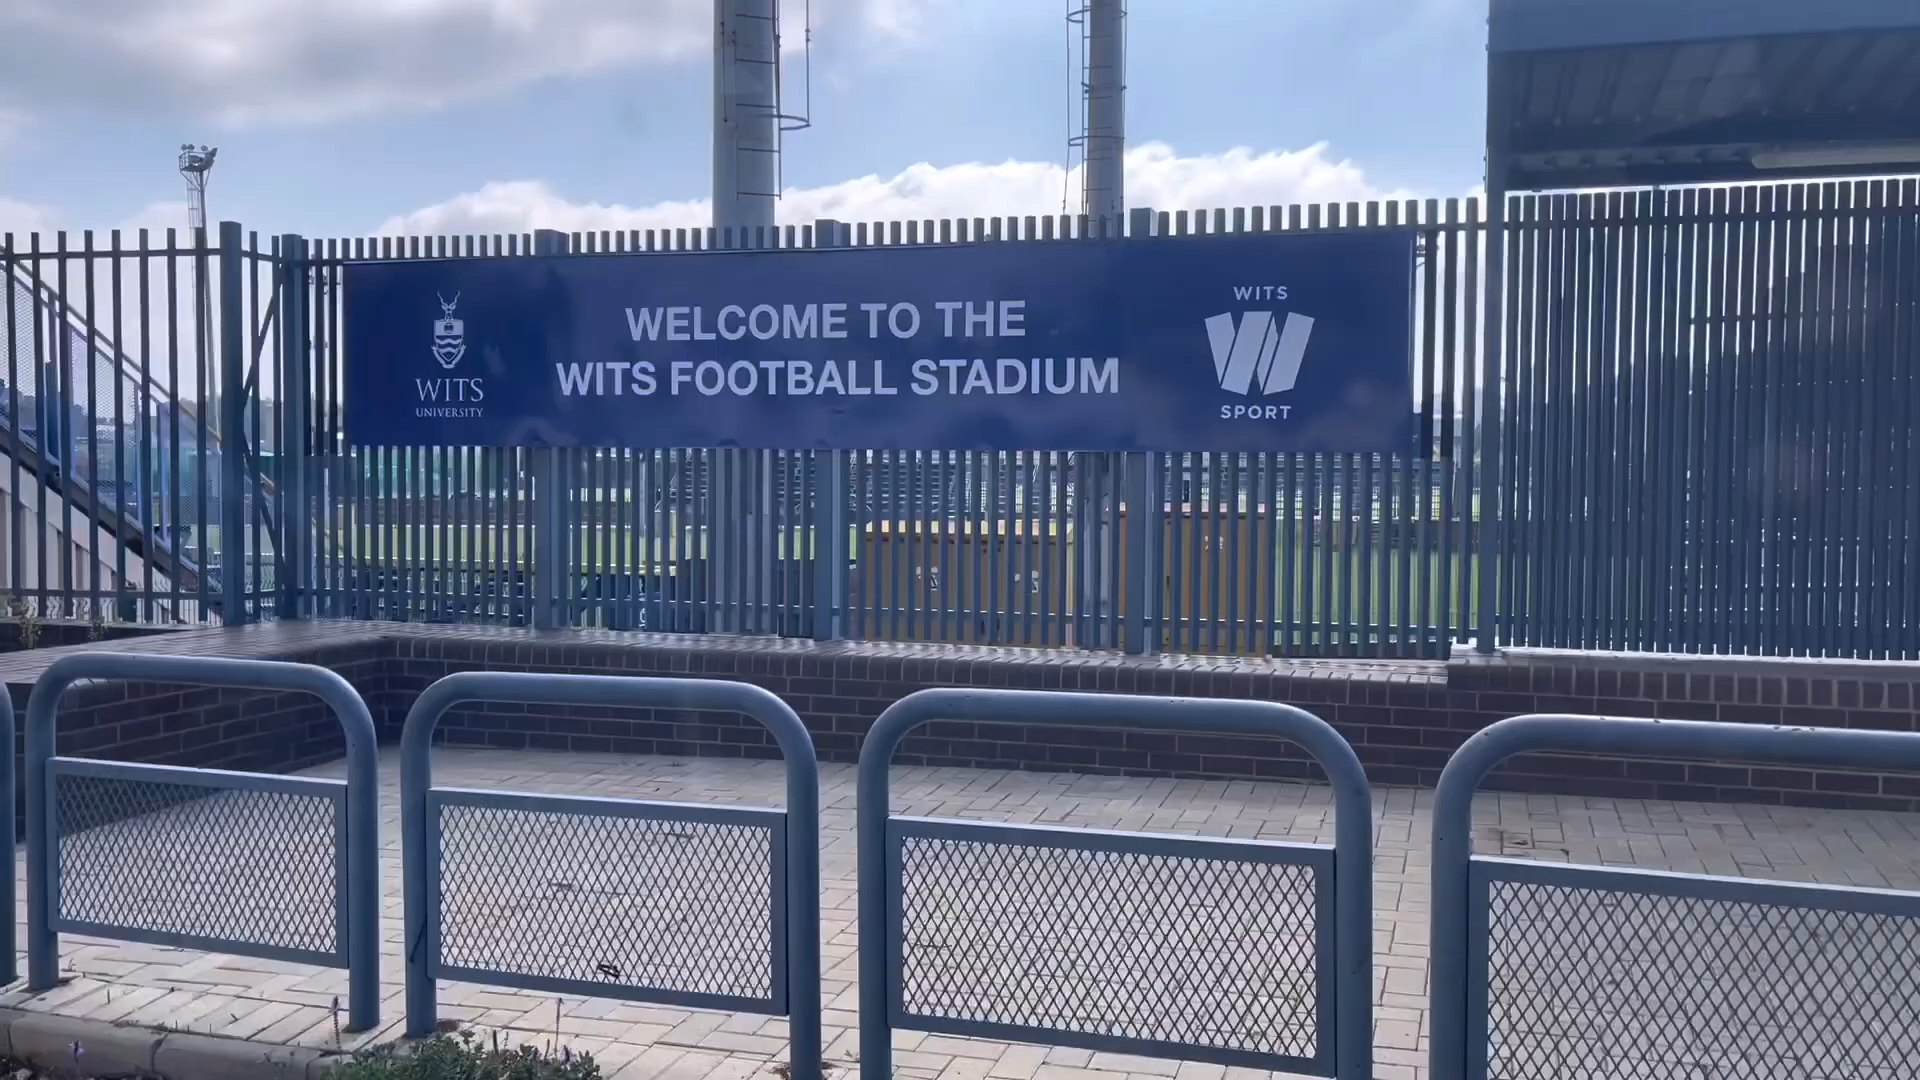 WITS
UNIVERSITY
WELCOME TO THE
WITS FOOTBALL STADIUM
WITS
SPORT